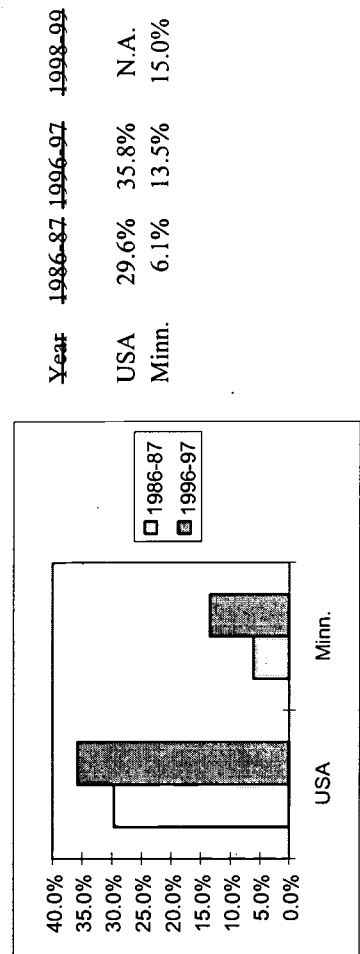 40.0%
35.0%
30.0%
25.0%
20.0%
15.0%
10.0%
5.0%
0.0%
USA Minn.
1986-87
1996-97
Year 1986-87 1996-97 1998-99
USA 29.6% 35.8% N.A.
Minn. 6.1% 13.5% 15.0%